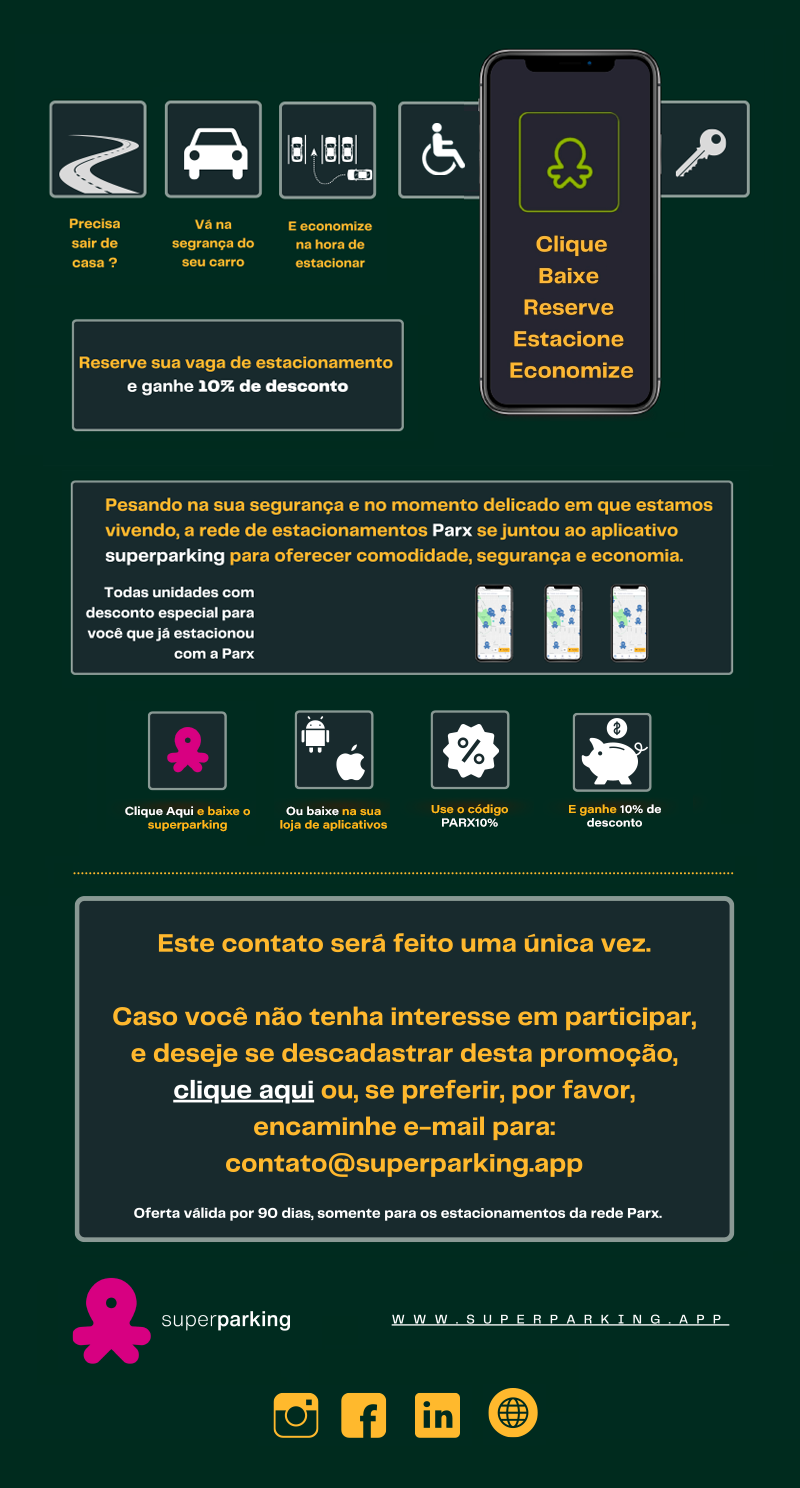 Precisa
sair de
casa ?
Vá na
segrança do
seu carro
E economize
na hora de
estacionar
Clique
Baixe
Reserve
Estacione
Economize
Reserve sua vaga de estacionamento
e ganhe 10% de desconto
Pesando na sua segurança e no momento delicado em que estamos
vivendo, a rede de estacionamentos Parx se juntou ao aplicativo
superparking para oferecer comodidade, segurança e economia.
Todas unidades com
desconto especial para
você que já estacionou
com a Parx
Clique Aqui e baixe o
superparking
Ou baixe na sua
loja de aplicativos
Use o código
PARX10%
E ganhe 10% de
desconto
Este contato será feito uma única vez.
Caso você não tenha interesse em participar,
e deseje se descadastrar desta promoção,
clique aqui ou, se preferir, por favor,
encaminhe e-mail para:
contato@superparking.app
Oferta válida por 90 dias, somente para os estacionamentos da rede Parx.
superparking
WWW.SUPERPARKING.APP